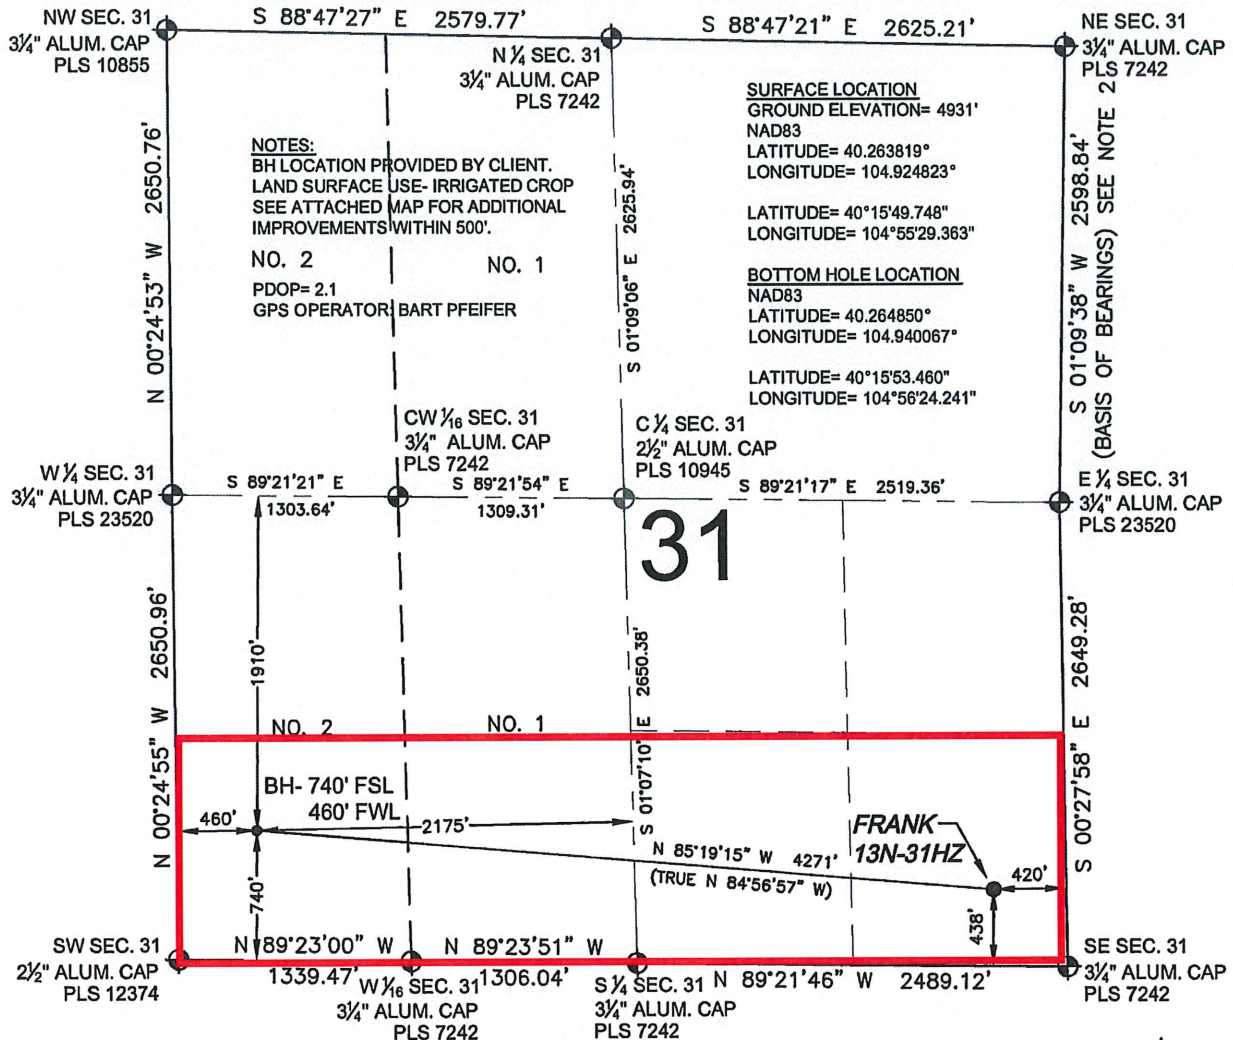 NW SEC. 31
3¼" ALUM. CAP
PLS 10855
S 88°47'27" E 2579.77'
N ¼ SEC. 31
3¼" ALUM. CAP
PLS 7242
S 88°47'21" E 2625.21'
NE SEC. 31
3¼" ALUM. CAP
PLS 7242
N 00°24'53" W 2650.76'
NOTES:
BH LOCATION PROVIDED BY CLIENT.
LAND SURFACE USE- IRRIGATED CROP
SEE ATTACHED MAP FOR ADDITIONAL
IMPROVEMENTS WITHIN 500'.
NO. 2
NO. 1
PDOP= 2.1
GPS OPERATOR: BART PFEIFER
S 01°09'06" E 2625.94'
SURFACE LOCATION
GROUND ELEVATION= 4931'
NAD83
LATITUDE= 40.263819°
LONGITUDE= 104.924823°
LATITUDE= 40°15'49.748"
LONGITUDE= 104°55'29.363"
BOTTOM HOLE LOCATION
NAD83
LATITUDE= 40.264850°
LONGITUDE= 104.940067°
LATITUDE= 40°15'53.460"
LONGITUDE= 104°56'24.241"
S 01°09'38" W 2598.84'
(BASIS OF BEARINGS) SEE NOTE 2
W ¼ SEC. 31
3¼" ALUM. CAP
PLS 23520
S 89°21'21" E
1303.64'
CW 1⁄16 SEC. 31
3¼" ALUM. CAP
PLS 7242
S 89°21'54" E
1309.31'
C ¼ SEC. 31
2½" ALUM. CAP
PLS 10945
S 89°21'17" E 2519.36'
E ¼ SEC. 31
3¼" ALUM. CAP
PLS 23520
31
N 00°24'55" W 2650.96'
1910'
NO. 2
NO. 1
S 01°07'10" E 2650.38'
S 00°27'58" E 2649.28'
BH- 740' FSL
460' FWL
460'
2175'
740'
N 85°19'15" W 4271'
(TRUE N 84°56'57" W)
FRANK
13N-31HZ
420'
438'
SW SEC. 31
2½" ALUM. CAP
PLS 12374
N 89°23'00" W
1339.47'
W 1⁄16 SEC. 31
3¼" ALUM. CAP
PLS 7242
N 89°23'51" W
1306.04'
S ¼ SEC. 31
3¼" ALUM. CAP
PLS 7242
N 89°21'46" W 2489.12'
SE SEC. 31
3¼" ALUM. CAP
PLS 7242